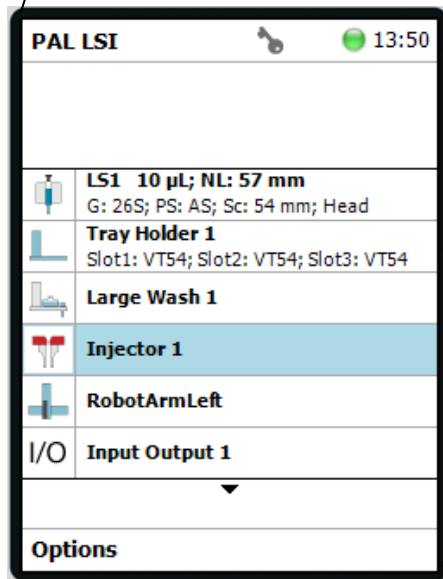 PAL LSI 13:50
LS1 10 µL; NL: 57 mm
G: 26S; PS: AS; Sc: 54 mm; Head
Tray Holder 1
Slot1: VT54; Slot2: VT54; Slot3: VT54
Large Wash 1
Injector 1
RobotArmLeft
I/O Input Output 1
Options